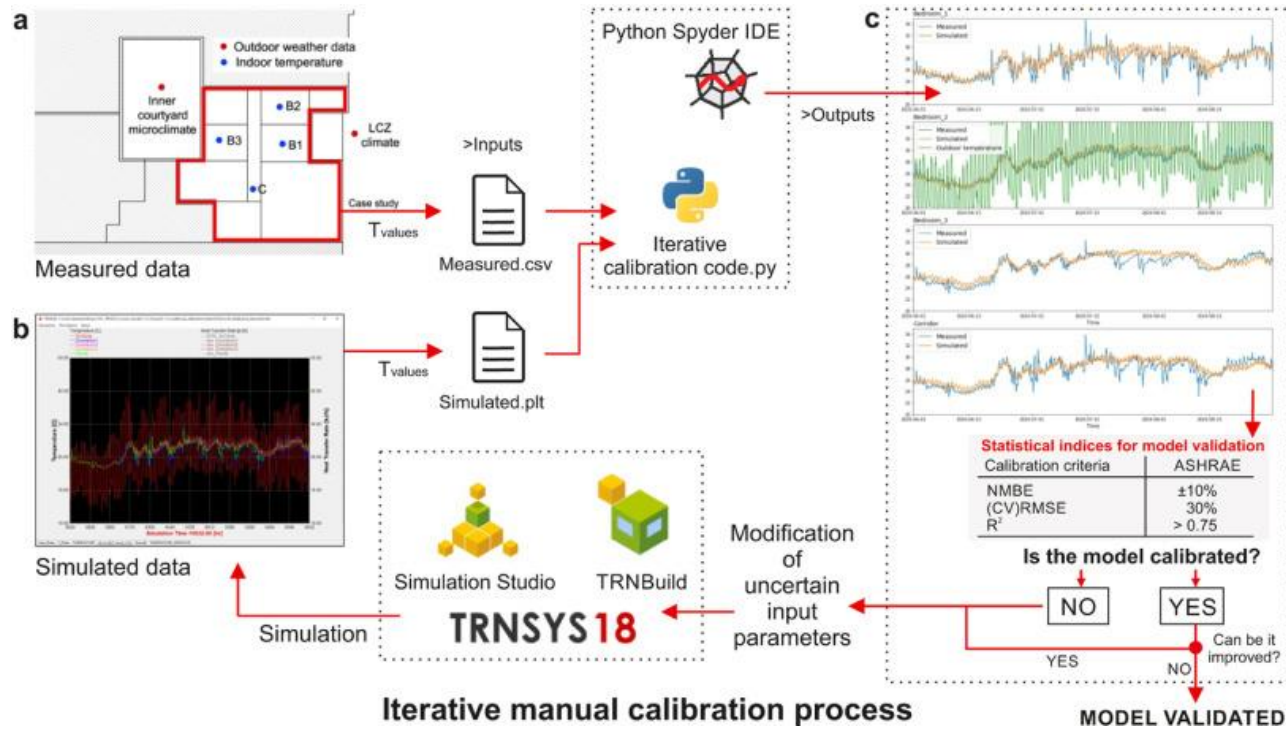 a
Outdoor weather data
Indoor temperature
Inner
courtyard
microclimate
B2
B3
B1
C
LCZ
climate
Case study
Tvalues
Measured data
>Inputs
Measured.csv
Python Spyder IDE
Iterative
calibration code.py
>Outputs
b
Simulated data
Tvalues
Simulated.plt
Simulation
Simulation Studio
TRNBuild
TRNSYS 18
Modification
of
uncertain
input
parameters
c
Bedroom_1
Measured
Simulated
Bedroom_2
Measured
Simulated
Outdoor temperature
Bedroom_3
Measured
Simulated
Time
Corridor
Measured
Simulated
Time
Statistical indices for model validation
Calibration criteria ASHRAE
NMBE ±10%
(CV)RMSE 30%
R² > 0.75
Is the model calibrated?
NO YES
Can be it
improved?
YES
NO
MODEL VALIDATED
Iterative manual calibration process